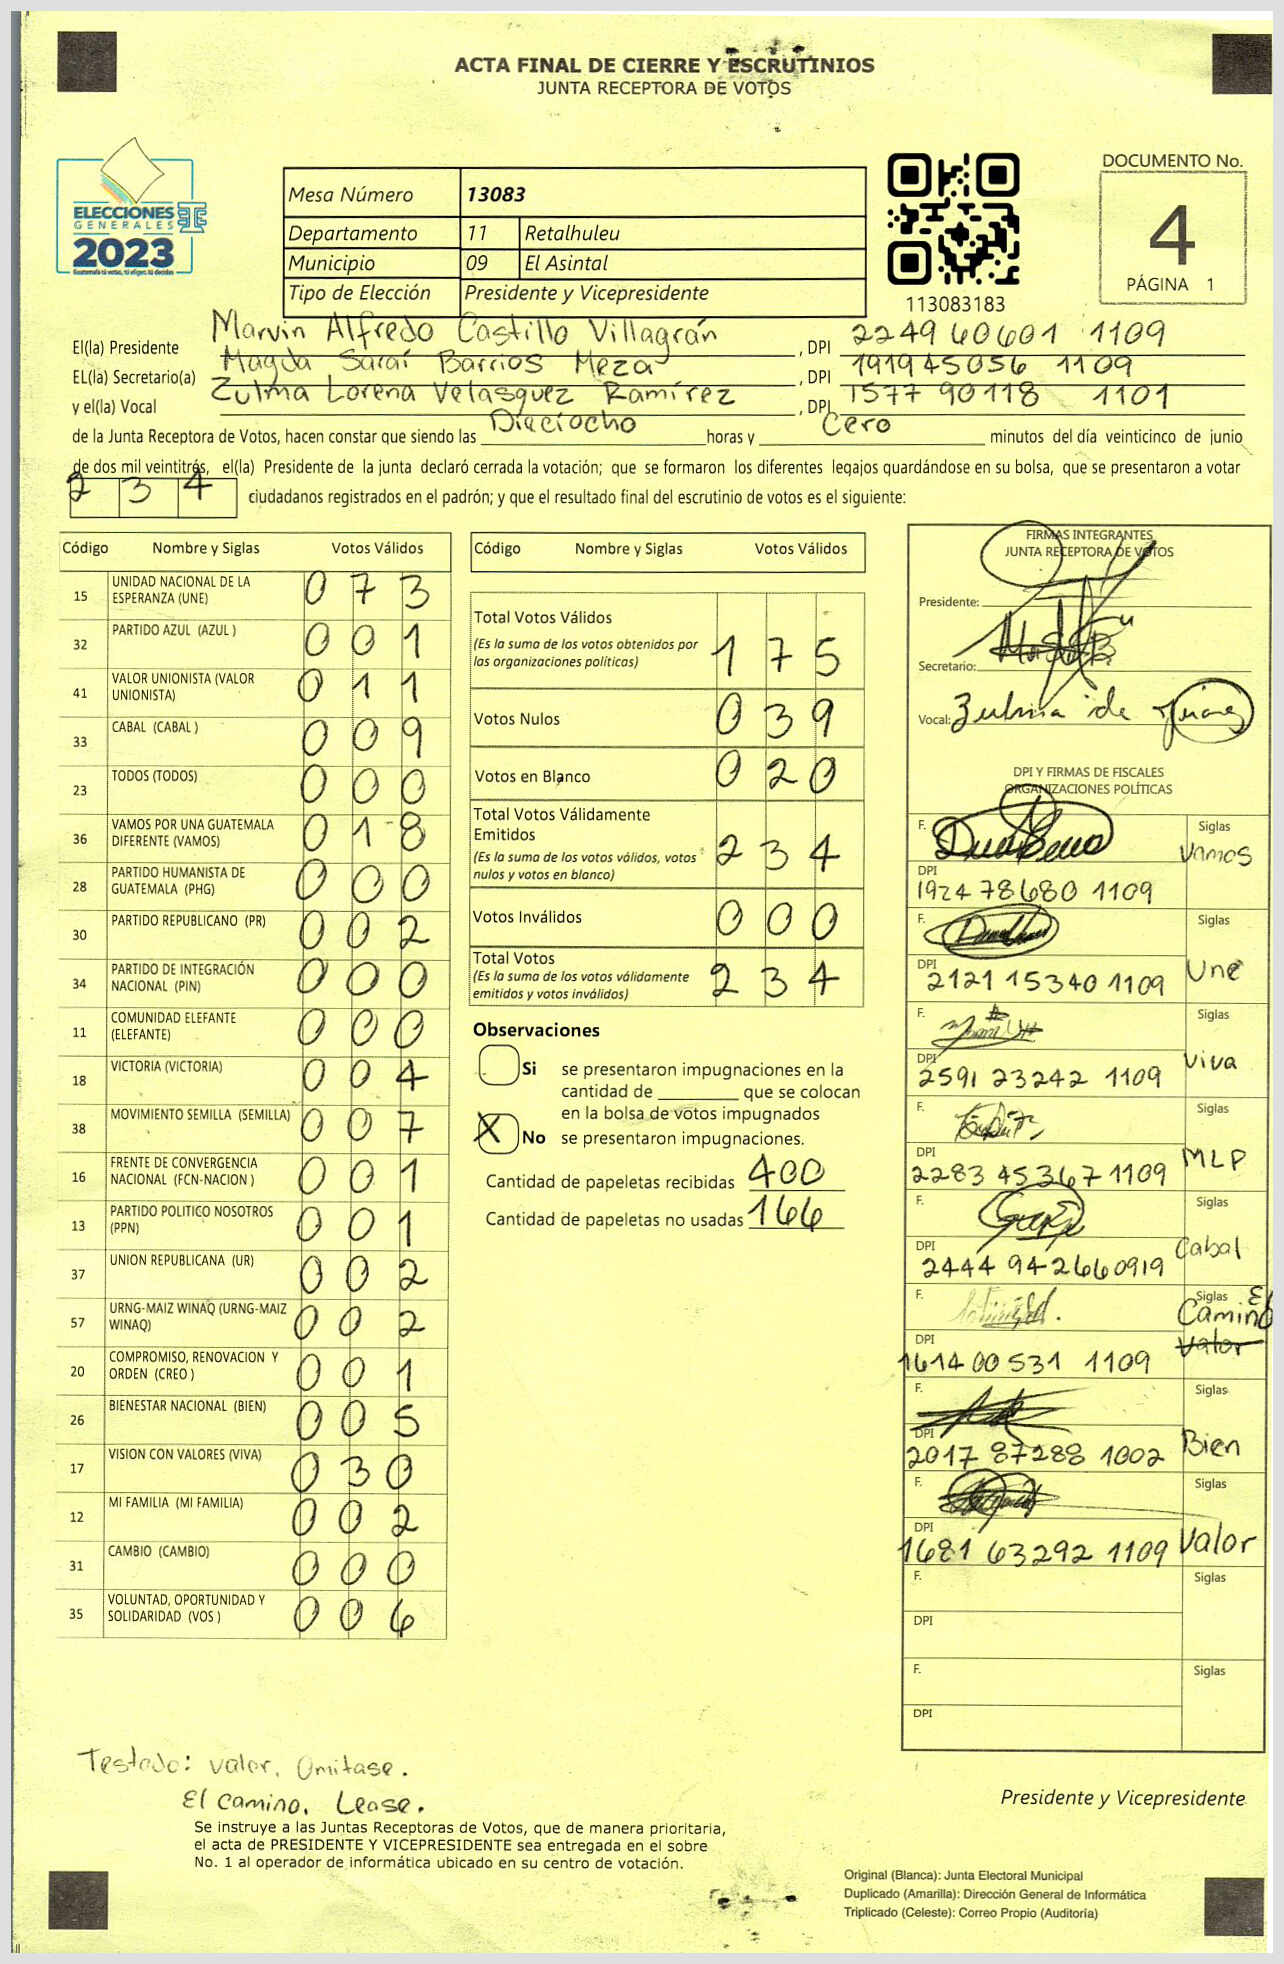 ACTA FINAL DE CIERRE Y ESCRUTINIOS
JUNTA RECEPTORA DE VOTOS
ELECCIONES
GENERALES
2023
Mesa Número 13083
Departamento 11 Retalhuleu
Municipio 09 El Asintal
Tipo de Elección Presidente y Vicepresidente
113083183
DOCUMENTO No.
4
PÁGINA 1
El(la) Presidente Marvin Alfredo Castillo Villagrán , DPI 2249 60601 1109
EL(la) Secretario(a) Magda Saraí Barrios Meza , DPI 1919 45056 1109
y el(la) Vocal Zulma Lorena Velasquez Ramírez , DPI 1577 90118 1101
de la Junta Receptora de Votos, hacen constar que siendo las Dieciocho horas y Cero minutos del día veinticinco de junio
de dos mil veintitrés, el(la) Presidente de la junta declaró cerrada la votación; que se formaron los diferentes legajos guardándose en su bolsa, que se presentaron a votar
2 3 4 ciudadanos registrados en el padrón; y que el resultado final del escrutinio de votos es el siguiente:
Código Nombre y Siglas Votos Válidos
15 UNIDAD NACIONAL DE LA ESPERANZA (UNE) 0 7 3
32 PARTIDO AZUL (AZUL ) 0 0 1
41 VALOR UNIONISTA (VALOR UNIONISTA) 0 1 1
33 CABAL (CABAL ) 0 0 9
23 TODOS (TODOS) 0 0 0
36 VAMOS POR UNA GUATEMALA DIFERENTE (VAMOS) 0 1 8
28 PARTIDO HUMANISTA DE GUATEMALA (PHG) 0 0 0
30 PARTIDO REPUBLICANO (PR) 0 0 2
34 PARTIDO DE INTEGRACIÓN NACIONAL (PIN) 0 0 0
11 COMUNIDAD ELEFANTE (ELEFANTE) 0 0 0
18 VICTORIA (VICTORIA) 0 0 4
38 MOVIMIENTO SEMILLA (SEMILLA) 0 0 7
16 FRENTE DE CONVERGENCIA NACIONAL (FCN-NACION ) 0 0 1
13 PARTIDO POLITICO NOSOTROS (PPN) 0 0 1
37 UNION REPUBLICANA (UR) 0 0 2
57 URNG-MAIZ WINAQ (URNG-MAIZ WINAQ) 0 0 2
20 COMPROMISO, RENOVACION Y ORDEN (CREO ) 0 0 1
26 BIENESTAR NACIONAL (BIEN) 0 0 5
17 VISION CON VALORES (VIVA) 0 3 0
12 MI FAMILIA (MI FAMILIA) 0 0 2
31 CAMBIO (CAMBIO) 0 0 0
35 VOLUNTAD, OPORTUNIDAD Y SOLIDARIDAD (VOS ) 0 0 6
Código Nombre y Siglas Votos Válidos
Total Votos Válidos
(Es la suma de los votos obtenidos por
las organizaciones políticas) 1 7 5
Votos Nulos 0 3 9
Votos en Blanco 0 2 0
Total Votos Válidamente
Emitidos
(Es la suma de los votos válidos, votos
nulos y votos en blanco) 2 3 4
Votos Inválidos 0 0 0
Total Votos
(Es la suma de los votos válidamente
emitidos y votos inválidos) 2 3 4
Observaciones
Si se presentaron impugnaciones en la
cantidad de ________ que se colocan
en la bolsa de votos impugnados
X No se presentaron impugnaciones.
Cantidad de papeletas recibidas 400
Cantidad de papeletas no usadas 166
FIRMAS INTEGRANTES
JUNTA RECEPTORA DE VOTOS
Presidente:
Secretario:
Vocal: Zulma de
DPI Y FIRMAS DE FISCALES
ORGANIZACIONES POLÍTICAS
F. Siglas Vamos
DPI 1924 78680 1109
F. Siglas Une
DPI 2121 15340 1109
F. Siglas Viva
DPI 2591 23242 1109
F. Siglas MLP
DPI 2283 45367 1109
F. Siglas Cabal
DPI 2444 94266 0919
F. Siglas El Camino Valor
DPI 1614 00531 1109
F. Siglas Bien
DPI 2017 87288 1002
F. Siglas Valor
DPI 1681 63292 1109
F. Siglas
DPI
F. Siglas
DPI
Testado: valor, Omitase.
El Camino, Lease.
Se instruye a las Juntas Receptoras de Votos, que de manera prioritaria,
el acta de PRESIDENTE Y VICEPRESIDENTE sea entregada en el sobre
No. 1 al operador de informática ubicado en su centro de votación.
Presidente y Vicepresidente
Original (Blanca): Junta Electoral Municipal
Duplicado (Amarilla): Dirección General de Informática
Triplicado (Celeste): Correo Propio (Auditoría)